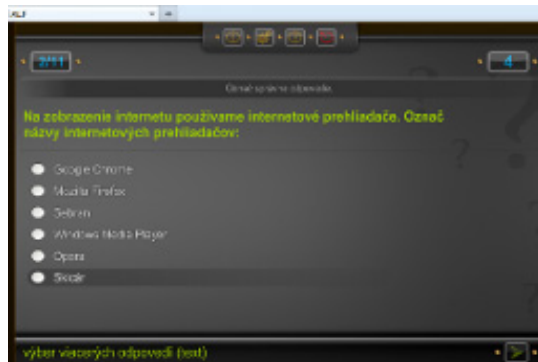 2/11
4
Označ správne odpovede.
Na zobrazenie internetu používame internetové prehliadače. Označ
názvy internetových prehliadačov:
Google Chrome
Mozilla Firefox
Sebran
Windows Media Player
Opera
výber viacerých odpovedí (text)